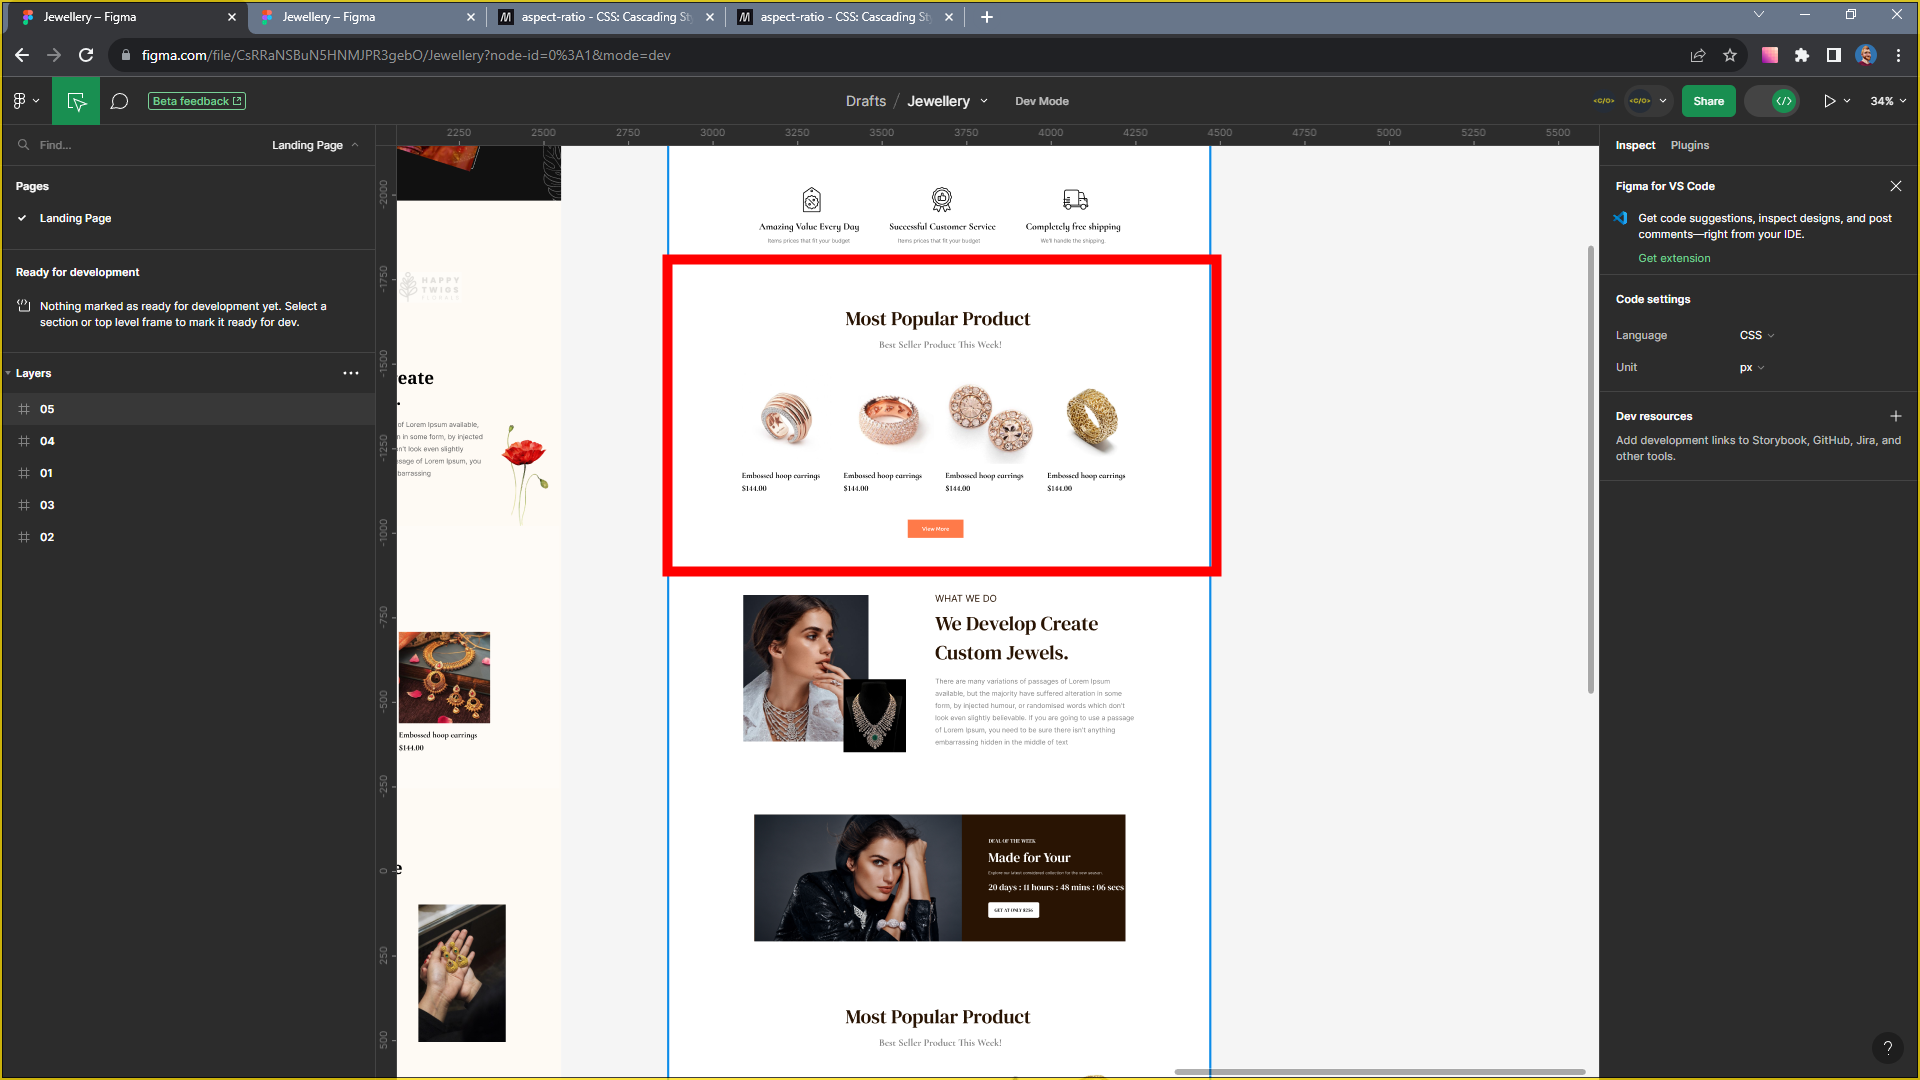 Jewellery – Figma
Jewellery – Figma
aspect-ratio - CSS: Cascading Sty
aspect-ratio - CSS: Cascading Sty
figma.com/file/CsRRaNSBuN5HNMJPR3gebO/Jewellery?node-id=0%3A1&mode=dev
Beta feedback
Drafts / Jewellery
Dev Mode
Share
34%
Find...
Landing Page
Pages
Landing Page
Ready for development
Nothing marked as ready for development yet. Select a
section or top level frame to mark it ready for dev.
Layers
05
04
01
03
02
2250 2500 2750 3000 3250 3500 3750 4000 4250 4500 4750 5000 5250 5500
-2000
-1750
-1500
-1250
-1000
-750
-500
-250
0
250
500
HAPPY
TWIGS
FLORALS
eate
.
of Lorem Ipsum available,
n in some form, by injected
n't look even slightly
ssage of Lorem Ipsum, you
barrassing
Embossed hoop earrings
$144.00
e
Amazing Value Every Day
Items prices that fit your budget
Successful Customer Service
Items prices that fit your budget
Completely free shipping
We'll handle the shipping.
Most Popular Product
Best Seller Product This Week!
Embossed hoop earrings
$144.00
Embossed hoop earrings
$144.00
Embossed hoop earrings
$144.00
Embossed hoop earrings
$144.00
View More
WHAT WE DO
We Develop Create
Custom Jewels.
There are many variations of passages of Lorem Ipsum
available, but the majority have suffered alteration in some
form, by injected humour, or randomised words which don't
look even slightly believable. If you are going to use a passage
of Lorem Ipsum, you need to be sure there isn't anything
embarrassing hidden in the middle of text
DEAL OF THE WEEK
Made for Your
Explore our latest considered collection for the new season.
20 days : 11 hours : 48 mins : 06 secs
GET AT ONLY $256
Most Popular Product
Best Seller Product This Week!
Inspect
Plugins
Figma for VS Code
Get code suggestions, inspect designs, and post
comments—right from your IDE.
Get extension
Code settings
Language
CSS
Unit
px
Dev resources
Add development links to Storybook, GitHub, Jira, and
other tools.
?